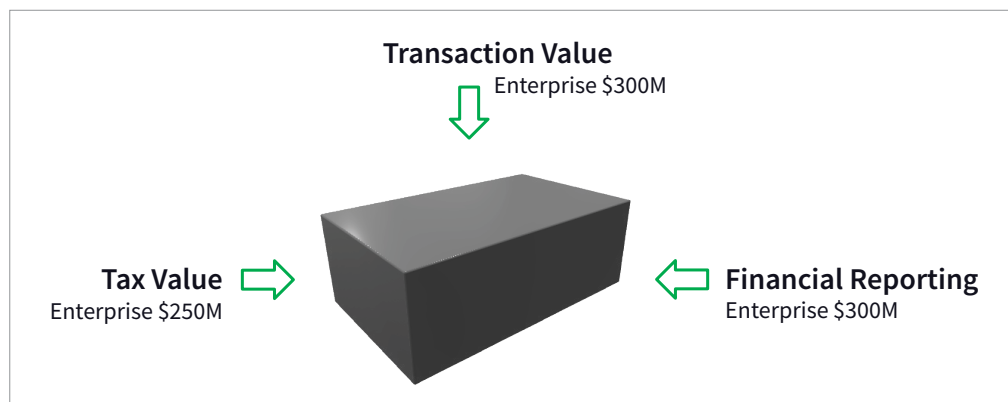 Transaction Value
Enterprise $300M
Tax Value
Enterprise $250M
Financial Reporting
Enterprise $300M